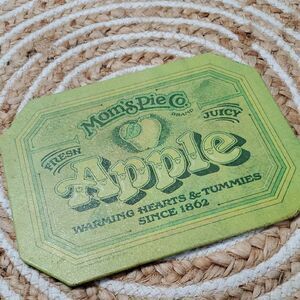 Mom's Pie Co.
BRAND
FRESH
JUICY
Apple
WARMING HEARTS & TUMMIES
SINCE 1862